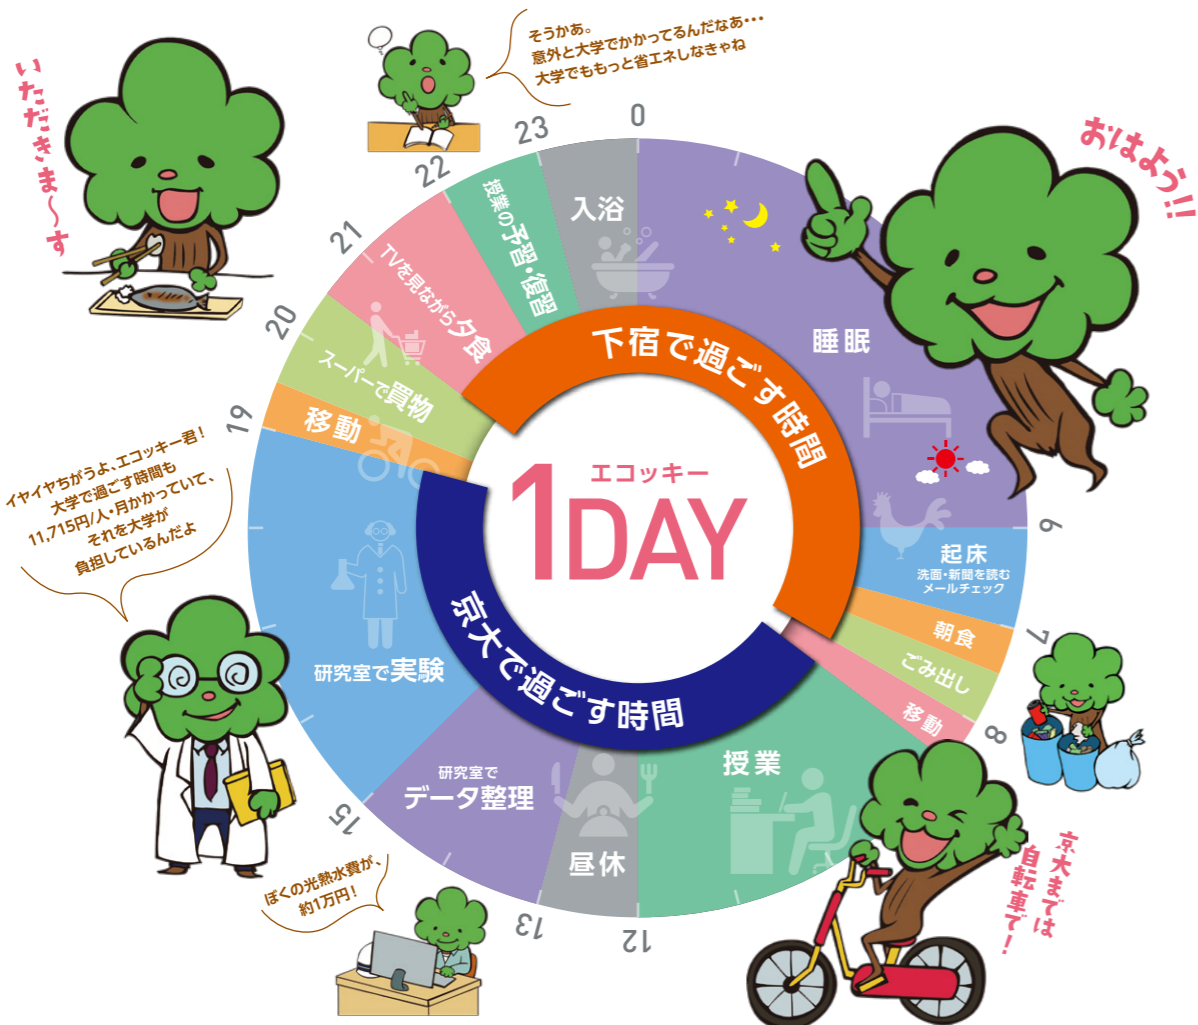 いただきま〜す
そうかあ。
意外と大学でかかってるんだなあ・・・
大学でももっと省エネしなきゃね
おはよう!!
0
睡眠
6
起床
洗面・新聞を読む
メールチェック
7
朝食
ごみ出し
移動
8
京大までは
自転車で!
授業
12
昼休
13
研究室で
データ整理
15
研究室で実験
19
移動
スーパーで買物
20
TVを見ながら夕食
21
22
授業の予習・復習
23
入浴
下宿で過ごす時間
京大で過ごす時間
エコッキー
1DAY
イヤイヤちがうよ、エコッキー君!
大学で過ごす時間も
11,715円/人・月かかっていて、
それを大学が
負担しているんだよ
ぼくの光熱水費が、
約1万円!